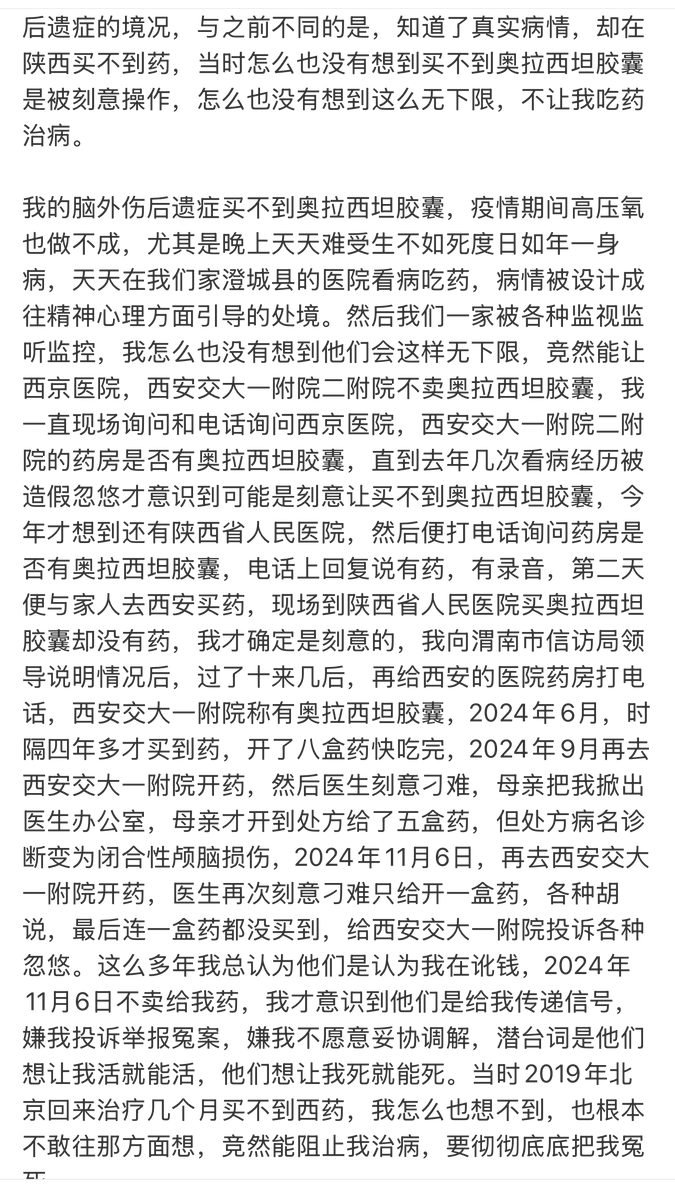 后遗症的境况，与之前不同的是，知道了真实病情，却在
陕西买不到药，当时怎么也没有想到买不到奥拉西坦胶囊
是被刻意操作，怎么也没有想到这么无下限，不让我吃药
治病。
我的脑外伤后遗症买不到奥拉西坦胶囊，疫情期间高压氧
也做不成，尤其是晚上天天难受生不如死度日如年一身
病，天天在我们家澄城县的医院看病吃药，病情被设计成
往精神心理方面引导的处境。然后我们一家被各种监视监
听监控，我怎么也没有想到他们会这样无下限，竟然能让
西京医院，西安交大一附院二附院不卖奥拉西坦胶囊，我
一直现场询问和电话询问西京医院，西安交大一附院二附
院的药房是否有奥拉西坦胶囊，直到去年几次看病经历被
造假忽悠才意识到可能是刻意让买不到奥拉西坦胶囊，今
年才想到还有陕西省人民医院，然后便打电话询问药房是
否有奥拉西坦胶囊，电话上回复说有药，有录音，第二天
便与家人去西安买药，现场到陕西省人民医院买奥拉西坦
胶囊却没有药，我才确定是刻意的，我向渭南市信访局领
导说明情况后，过了十来几后，再给西安的医院药房打电
话，西安交大一附院称有奥拉西坦胶囊，2024年6月，时
隔四年多才买到药，开了八盒药快吃完，2024年9月再去
西安交大一附院开药，然后医生刻意刁难，母亲把我掀出
医生办公室，母亲才开到处方给了五盒药，但处方病名诊
断变为闭合性颅脑损伤，2024年11月6日，再去西安交大
一附院开药，医生再次刻意刁难只给开一盒药，各种胡
说，最后连一盒药都没买到，给西安交大一附院投诉各种
忽悠。这么多年我总认为他们是认为我在讹钱，2024年
11月6日不卖给我药，我才意识到他们是给我传递信号，
嫌我投诉举报冤案，嫌我不愿意妥协调解，潜台词是他们
想让我活就能活，他们想让我死就能死。当时2019年北
京回来治疗几个月买不到西药，我怎么也想不到，也根本
不敢往那方面想，竟然能阻止我治病，要彻彻底底把我冤